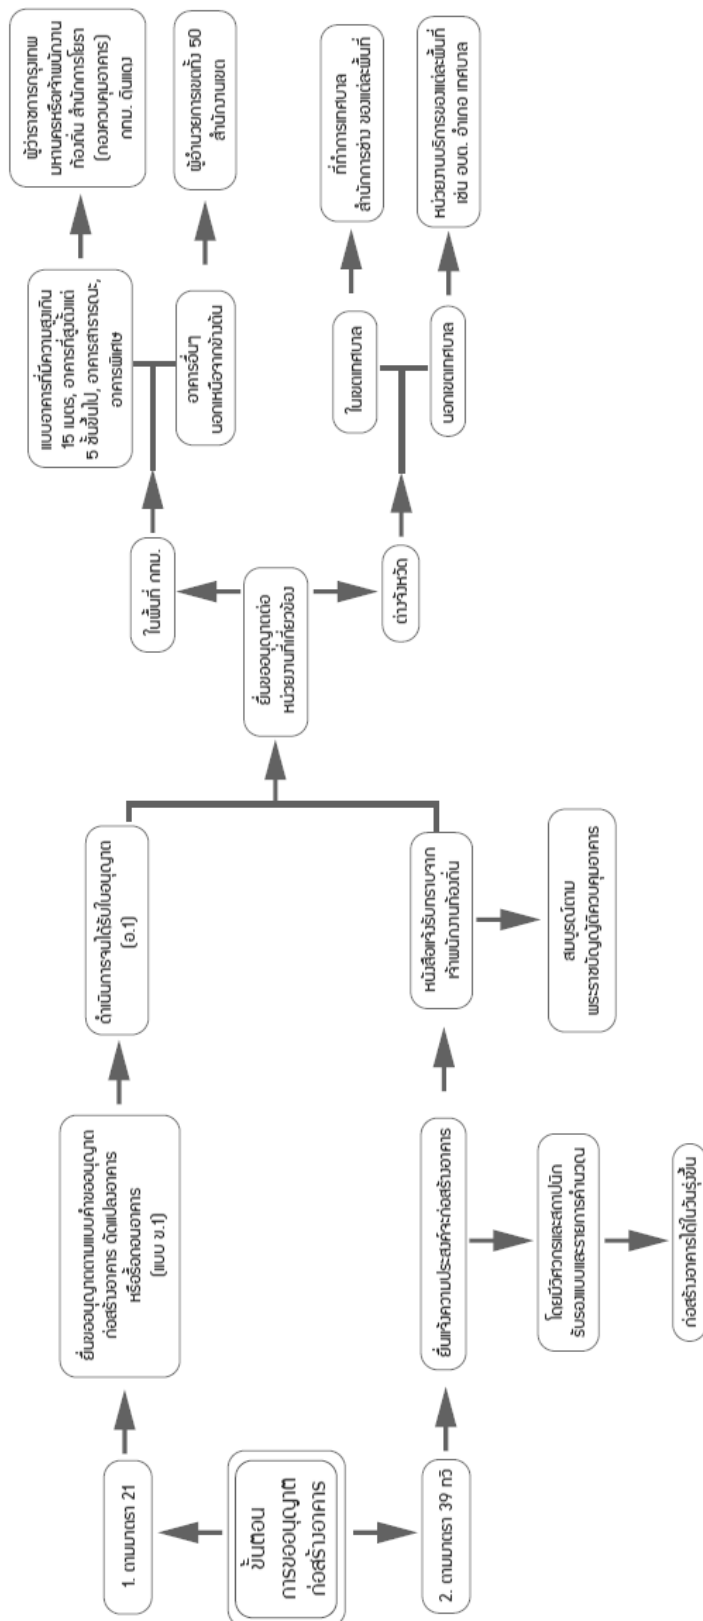 ขั้นตอน
การขออนุญาต
ก่อสร้างอาคาร
1. ตามมาตรา 21
ยื่นขออนุญาตตามแบบคำขออนุญาต
ก่อสร้างอาคาร ดัดแปลงอาคาร
หรือรื้อถอนอาคาร
(แบบ ข.1)
ดำเนินการจนได้รับใบอนุญาต
(อ.1)
2. ตามมาตรา 39 ทวิ
ยื่นแจ้งความประสงค์จะก่อสร้างอาคาร
โดยมีวิศวกรและสถาปนิก
รับรองแบบและรายการคำนวณ
ก่อสร้างอาคารได้ในวันรุ่งขึ้น
หนังสือแจ้งรับทราบจาก
เจ้าพนักงานท้องถิ่น
สมบูรณ์ตาม
พระราชบัญญัติควบคุมอาคาร
ยื่นขออนุญาตต่อ
หน่วยงานที่เกี่ยวข้อง
ในพื้นที่ กทม.
แบบอาคารที่มีความสูงเกิน
15 เมตร, อาคารที่สูงตั้งแต่
5 ชั้นขึ้นไป, อาคารสาธารณะ,
อาคารพิเศษ
ผู้ว่าราชการกรุงเทพ
มหานครหรือเจ้าพนักงาน
ท้องถิ่น สำนักการโยธา
(กองควบคุมอาคาร)
กทม. ดินแดง
อาคารอื่นๆ
นอกเหนือจากข้างต้น
ผู้อำนวยการเขตทั้ง 50
สำนักงานเขต
ต่างจังหวัด
ในเขตเทศบาล
ที่ทำการเทศบาล
สำนักการช่าง ของแต่ละพื้นที่
นอกเขตเทศบาล
หน่วยงานบริการของแต่ละพื้นที่
เช่น อบต. อำเภอ เทศบาล